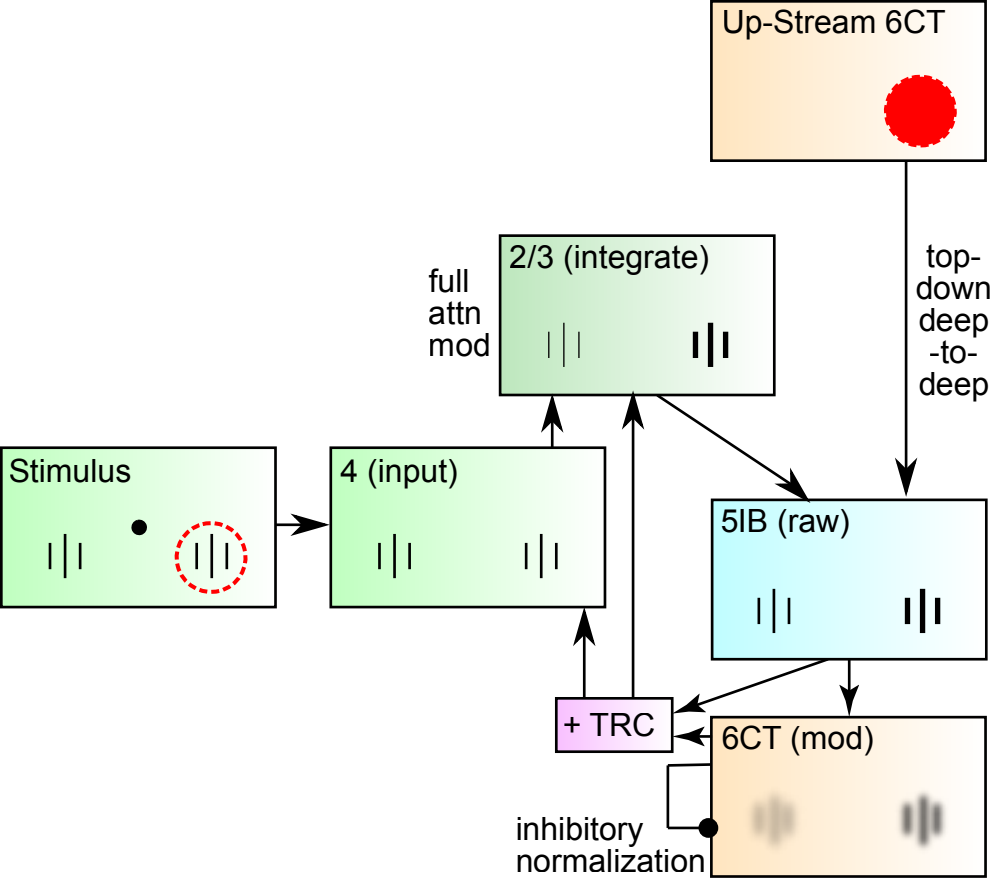 Up-Stream 6CT
2/3 (integrate)
full
attn
mod
top-
down
deep
-to-
deep
Stimulus
4 (input)
5IB (raw)
+ TRC
6CT (mod)
inhibitory
normalization